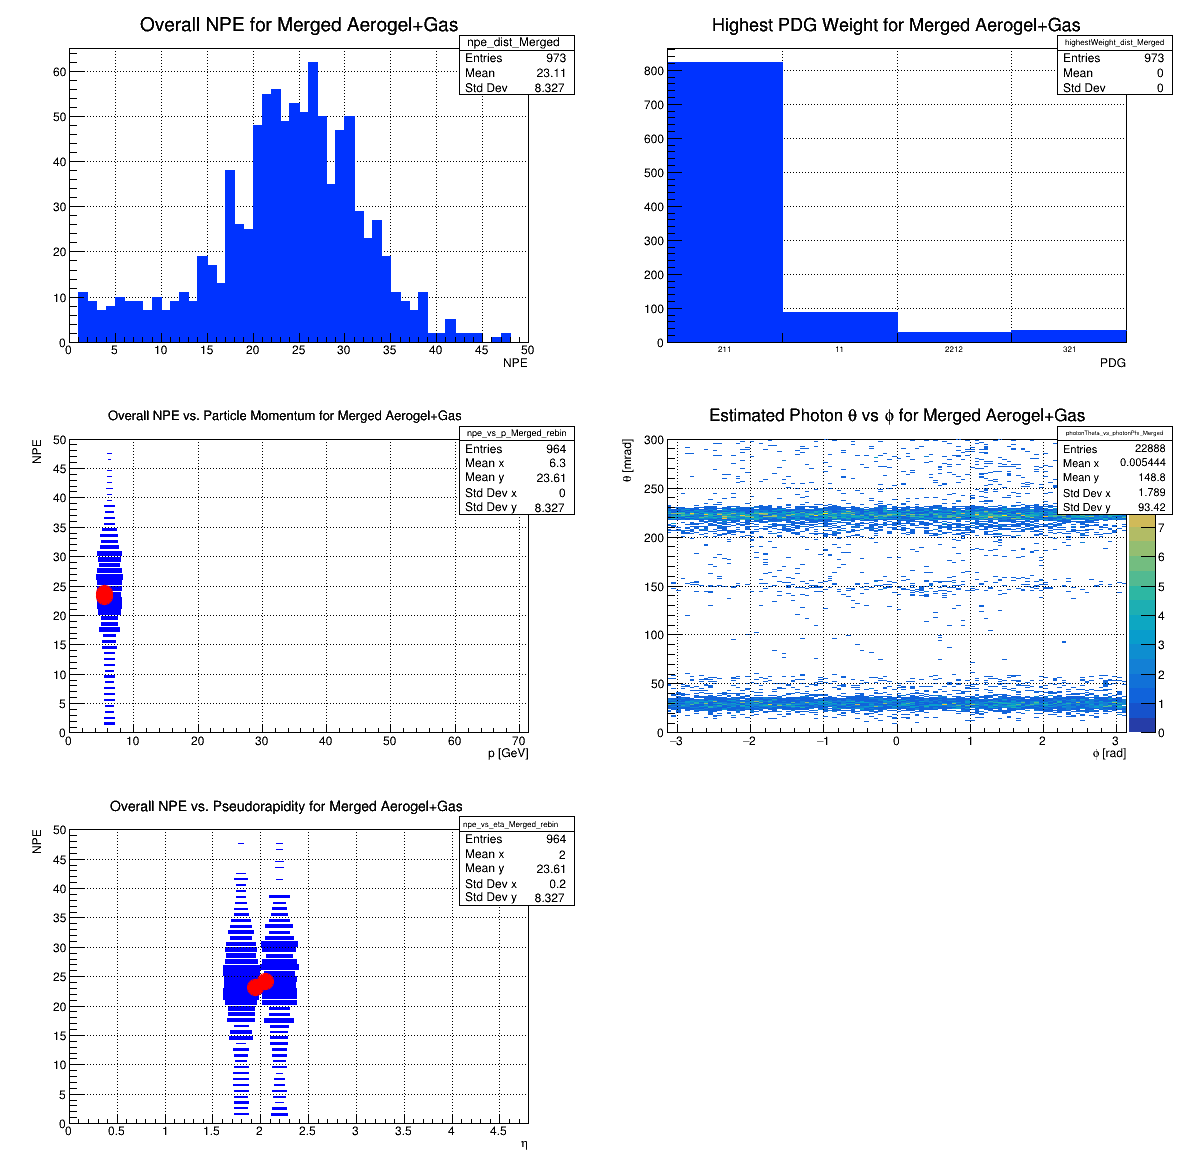 Overall NPE for Merged Aerogel+Gas
npe_dist_Merged
Entries 973
Mean 23.11
Std Dev 8.327
60
50
40
30
20
10
0
0 5 10 15 20 25 30 35 40 45 50
NPE
Highest PDG Weight for Merged Aerogel+Gas
highestWeight_dist_Merged
Entries 973
Mean 0
Std Dev 0
800
700
600
500
400
300
200
100
0
211 11 2212 321
PDG
Overall NPE vs. Particle Momentum for Merged Aerogel+Gas
npe_vs_p_Merged_rebin
Entries 964
Mean x 6.3
Mean y 23.61
Std Dev x 0
Std Dev y 8.327
NPE
50
45
40
35
30
25
20
15
10
5
0
0 10 20 30 40 50 60 70
p [GeV]
Estimated Photon θ vs ϕ for Merged Aerogel+Gas
photonTheta_vs_photonPhi_Merged
Entries 22888
Mean x 0.005444
Mean y 148.8
Std Dev x 1.789
Std Dev y 93.42
θ [mrad]
300
250
200
150
100
50
0
−3 −2 −1 0 1 2 3
ϕ [rad]
7
6
5
4
3
2
1
0
Overall NPE vs. Pseudorapidity for Merged Aerogel+Gas
npe_vs_eta_Merged_rebin
Entries 964
Mean x 2
Mean y 23.61
Std Dev x 0.2
Std Dev y 8.327
NPE
50
45
40
35
30
25
20
15
10
5
0
0 0.5 1 1.5 2 2.5 3 3.5 4 4.5
η